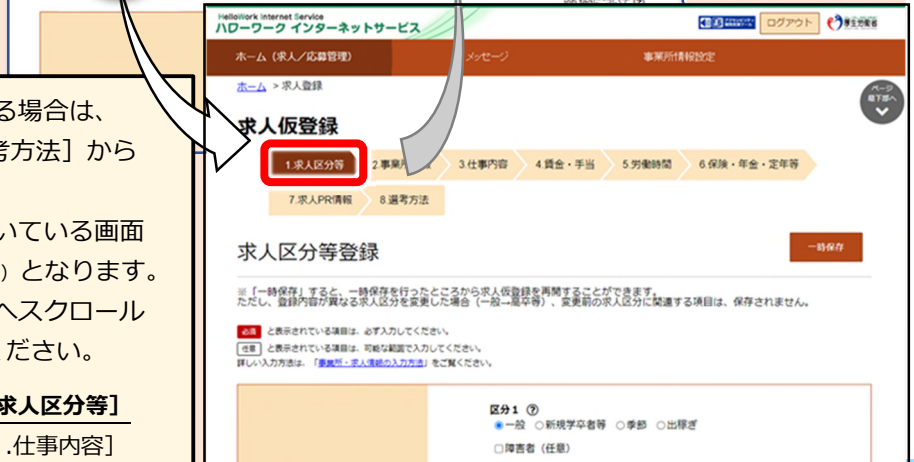 HelloWork Internet Service
ハローワーク インターネットサービス
ログアウト
厚生労働省
ホーム（求人／応募管理）
メッセージ
事業所情報設定
ホーム > 求人登録
ページ
最下部へ
求人仮登録
1.求人区分等
2.事業所
3.仕事内容
4.賃金・手当
5.労働時間
6.保険・年金・定年等
7.求人PR情報
8.選考方法
求人区分等登録
一時保存
※「一時保存」すると、一時保存を行ったところから求人仮登録を再開することができます。
ただし、登録内容が異なる求人区分を変更した場合（一般→高卒等）、変更前の求人区分に関連する項目は、保存されません。
必須 と表示されている項目は、必ず入力してください。
任意 と表示されている項目は、可能な範囲で入力してください。
詳しい入力方法は、「事業所・求人情報の入力方法」をご覧ください。
区分1 ?
一般 新規学卒者等 季節 出稼ぎ
障害者（任意）
る場合は、
考方法］から
いている画面
）となります。
へスクロール
ください。
求人区分等］
.仕事内容］